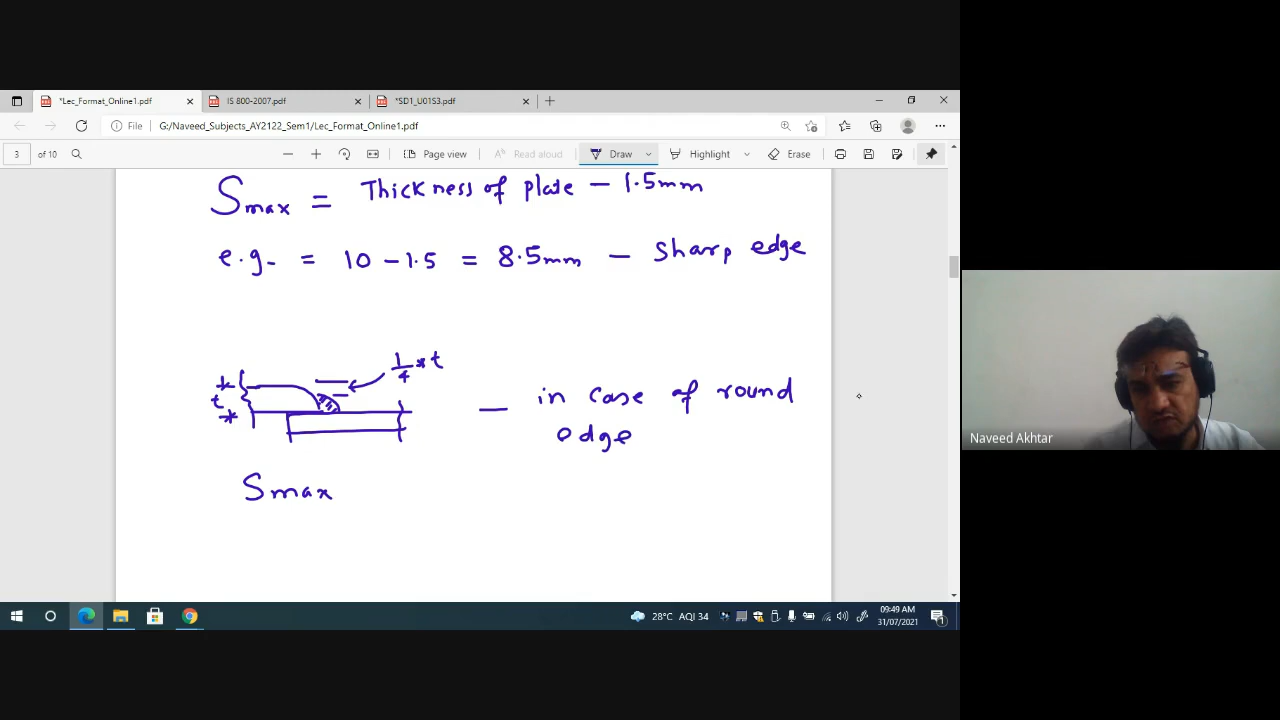 *Lec_Format_Online1.pdf
IS 800-2007.pdf
*SD1_U01S3.pdf
File
G:/Naveed_Subjects_AY2122_Sem1/Lec_Format_Online1.pdf
3 of 10
Page view
Read aloud
Draw
Highlight
Erase
Smax = Thickness of plate - 1.5mm
e.g. = 10 - 1.5 = 8.5mm - sharp edge
1/4 * t
t
- in case of round
edge
Smax
Naveed Akhtar
28°C AQI 34
09:49 AM
31/07/2021
1